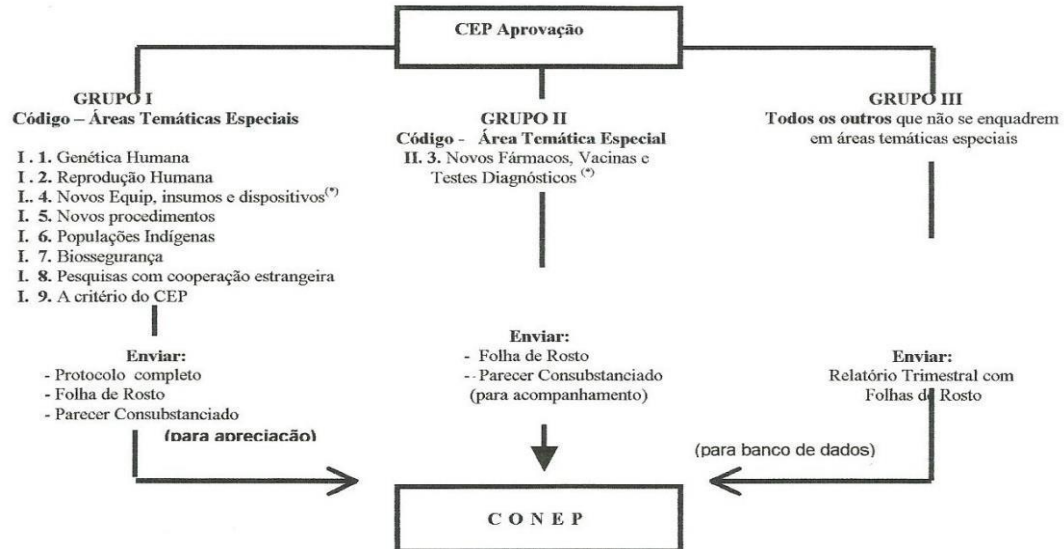 CEP Aprovação
GRUPO I
Código – Áreas Temáticas Especiais
I . 1. Genética Humana
I . 2. Reprodução Humana
I.. 4. Novos Equip, insumos e dispositivos(*)
I. 5. Novos procedimentos
I. 6. Populações Indígenas
I. 7. Biossegurança
I. 8. Pesquisas com cooperação estrangeira
I. 9. A critério do CEP
Enviar:
- Protocolo completo
- Folha de Rosto
- Parecer Consubstanciado
(para apreciação)
GRUPO II
Código - Área Temática Especial
II. 3. Novos Fármacos, Vacinas e
Testes Diagnósticos (*)
Enviar:
- Folha de Rosto
-- Parecer Consubstanciado
(para acompanhamento)
GRUPO III
Todos os outros que não se enquadrem
em áreas temáticas especiais
Enviar:
Relatório Trimestral com
Folhas de Rosto
(para banco de dados)
C O N E P